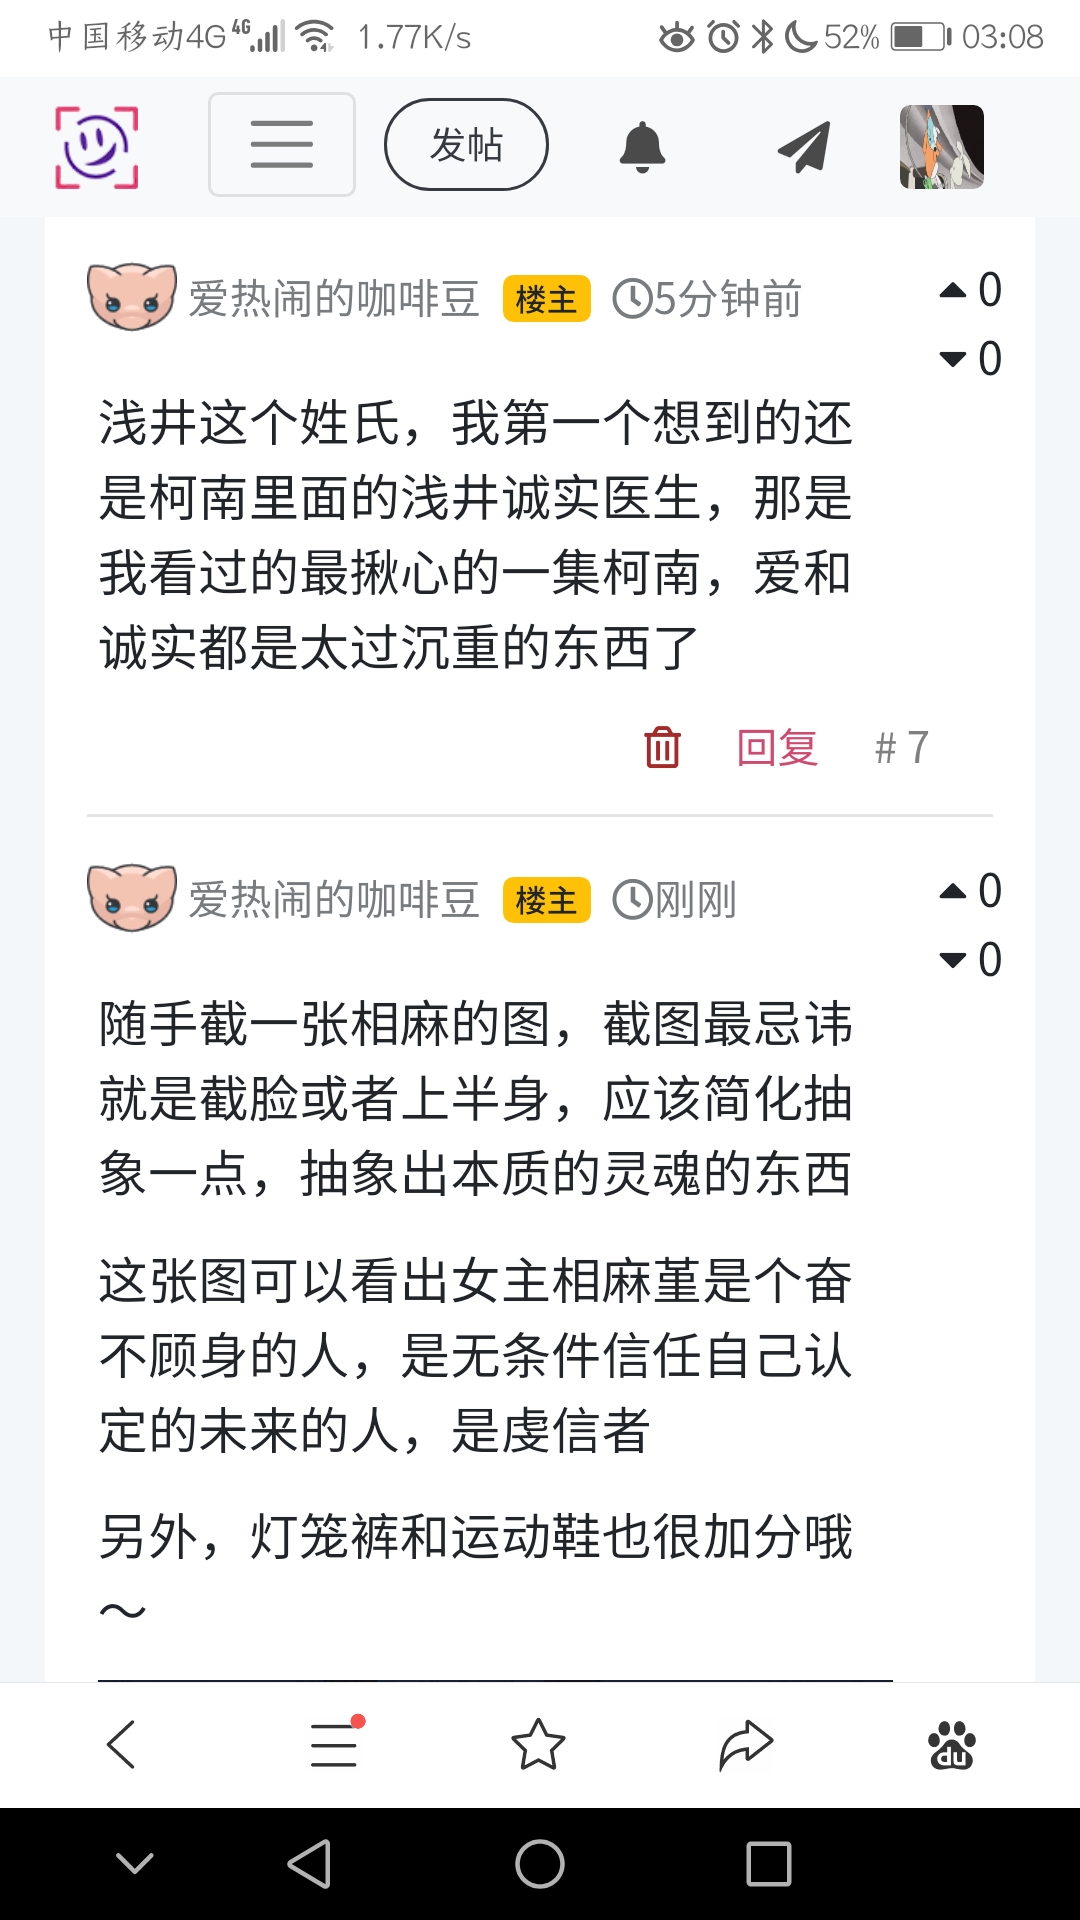 中国移动4G 4G 1.77K/s 52% 03:08
发帖
爱热闹的咖啡豆 楼主 5分钟前 0
0
浅井这个姓氏，我第一个想到的还
是柯南里面的浅井诚实医生，那是
我看过的最揪心的一集柯南，爱和
诚实都是太过沉重的东西了
回复 # 7
爱热闹的咖啡豆 楼主 刚刚 0
0
随手截一张相麻的图，截图最忌讳
就是截脸或者上半身，应该简化抽
象一点，抽象出本质的灵魂的东西
这张图可以看出女主相麻堇是个奋
不顾身的人，是无条件信任自己认
定的未来的人，是虔信者
另外，灯笼裤和运动鞋也很加分哦
～
du